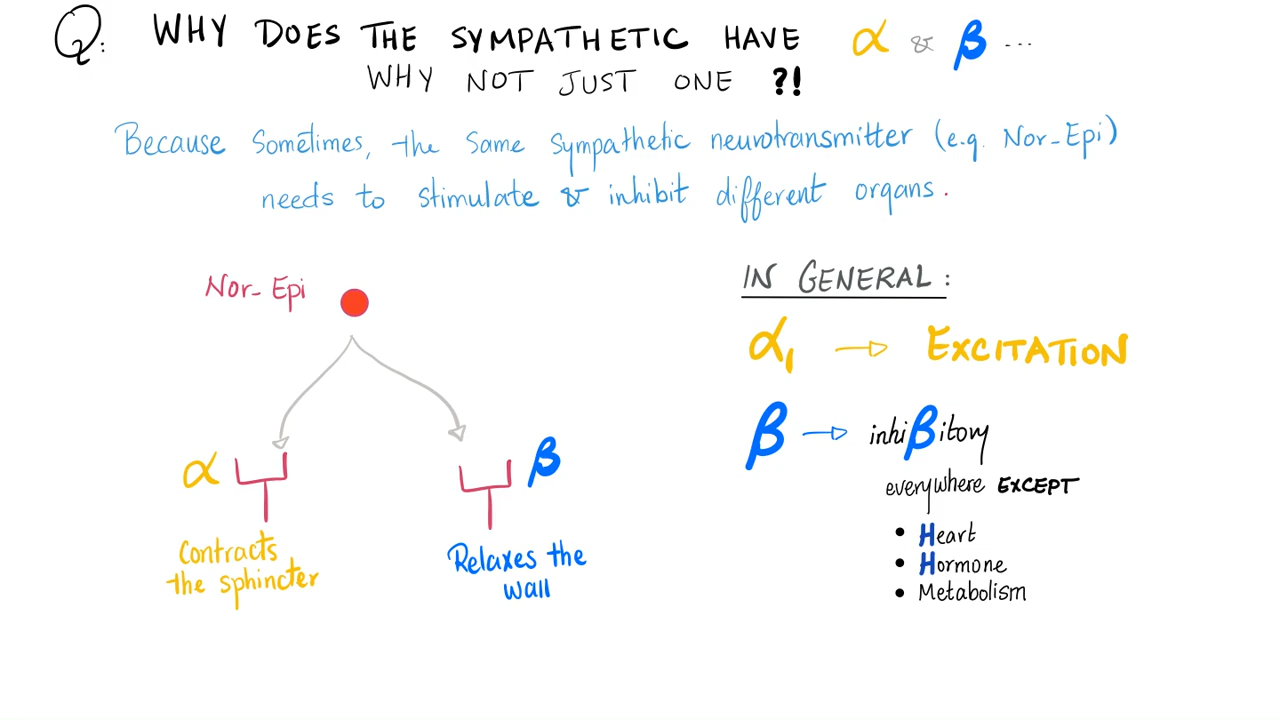 Q: WHY DOES THE SYMPATHETIC HAVE α & β ...
WHY NOT JUST ONE ?!
Because Sometimes, the Same Sympathetic neurotransmitter (e.g. Nor-Epi)
needs to stimulate & inhibit different organs.
Nor-Epi
α
β
Contracts
the sphincter
Relaxes the
wall
IN GENERAL:
α1 → EXCITATION
β → inhiBitory
everywhere EXCEPT
• Heart
• Hormone
• Metabolism